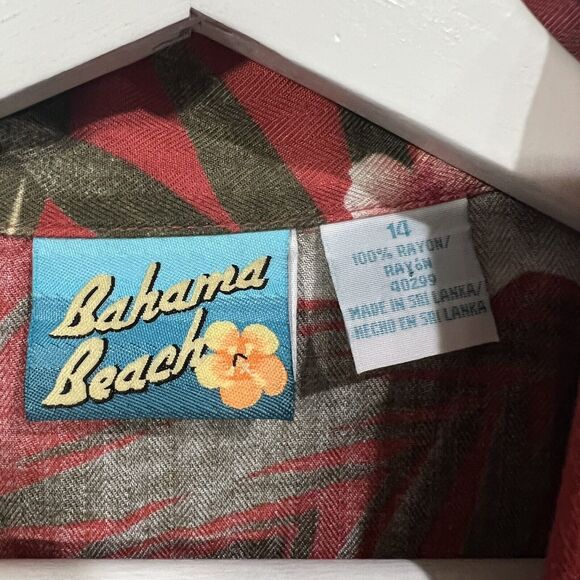 Bahama
Beach
14
100% RAYON/
RAYÓN
40299
MADE IN SRI LANKA/
HECHO EN SRI LANKA